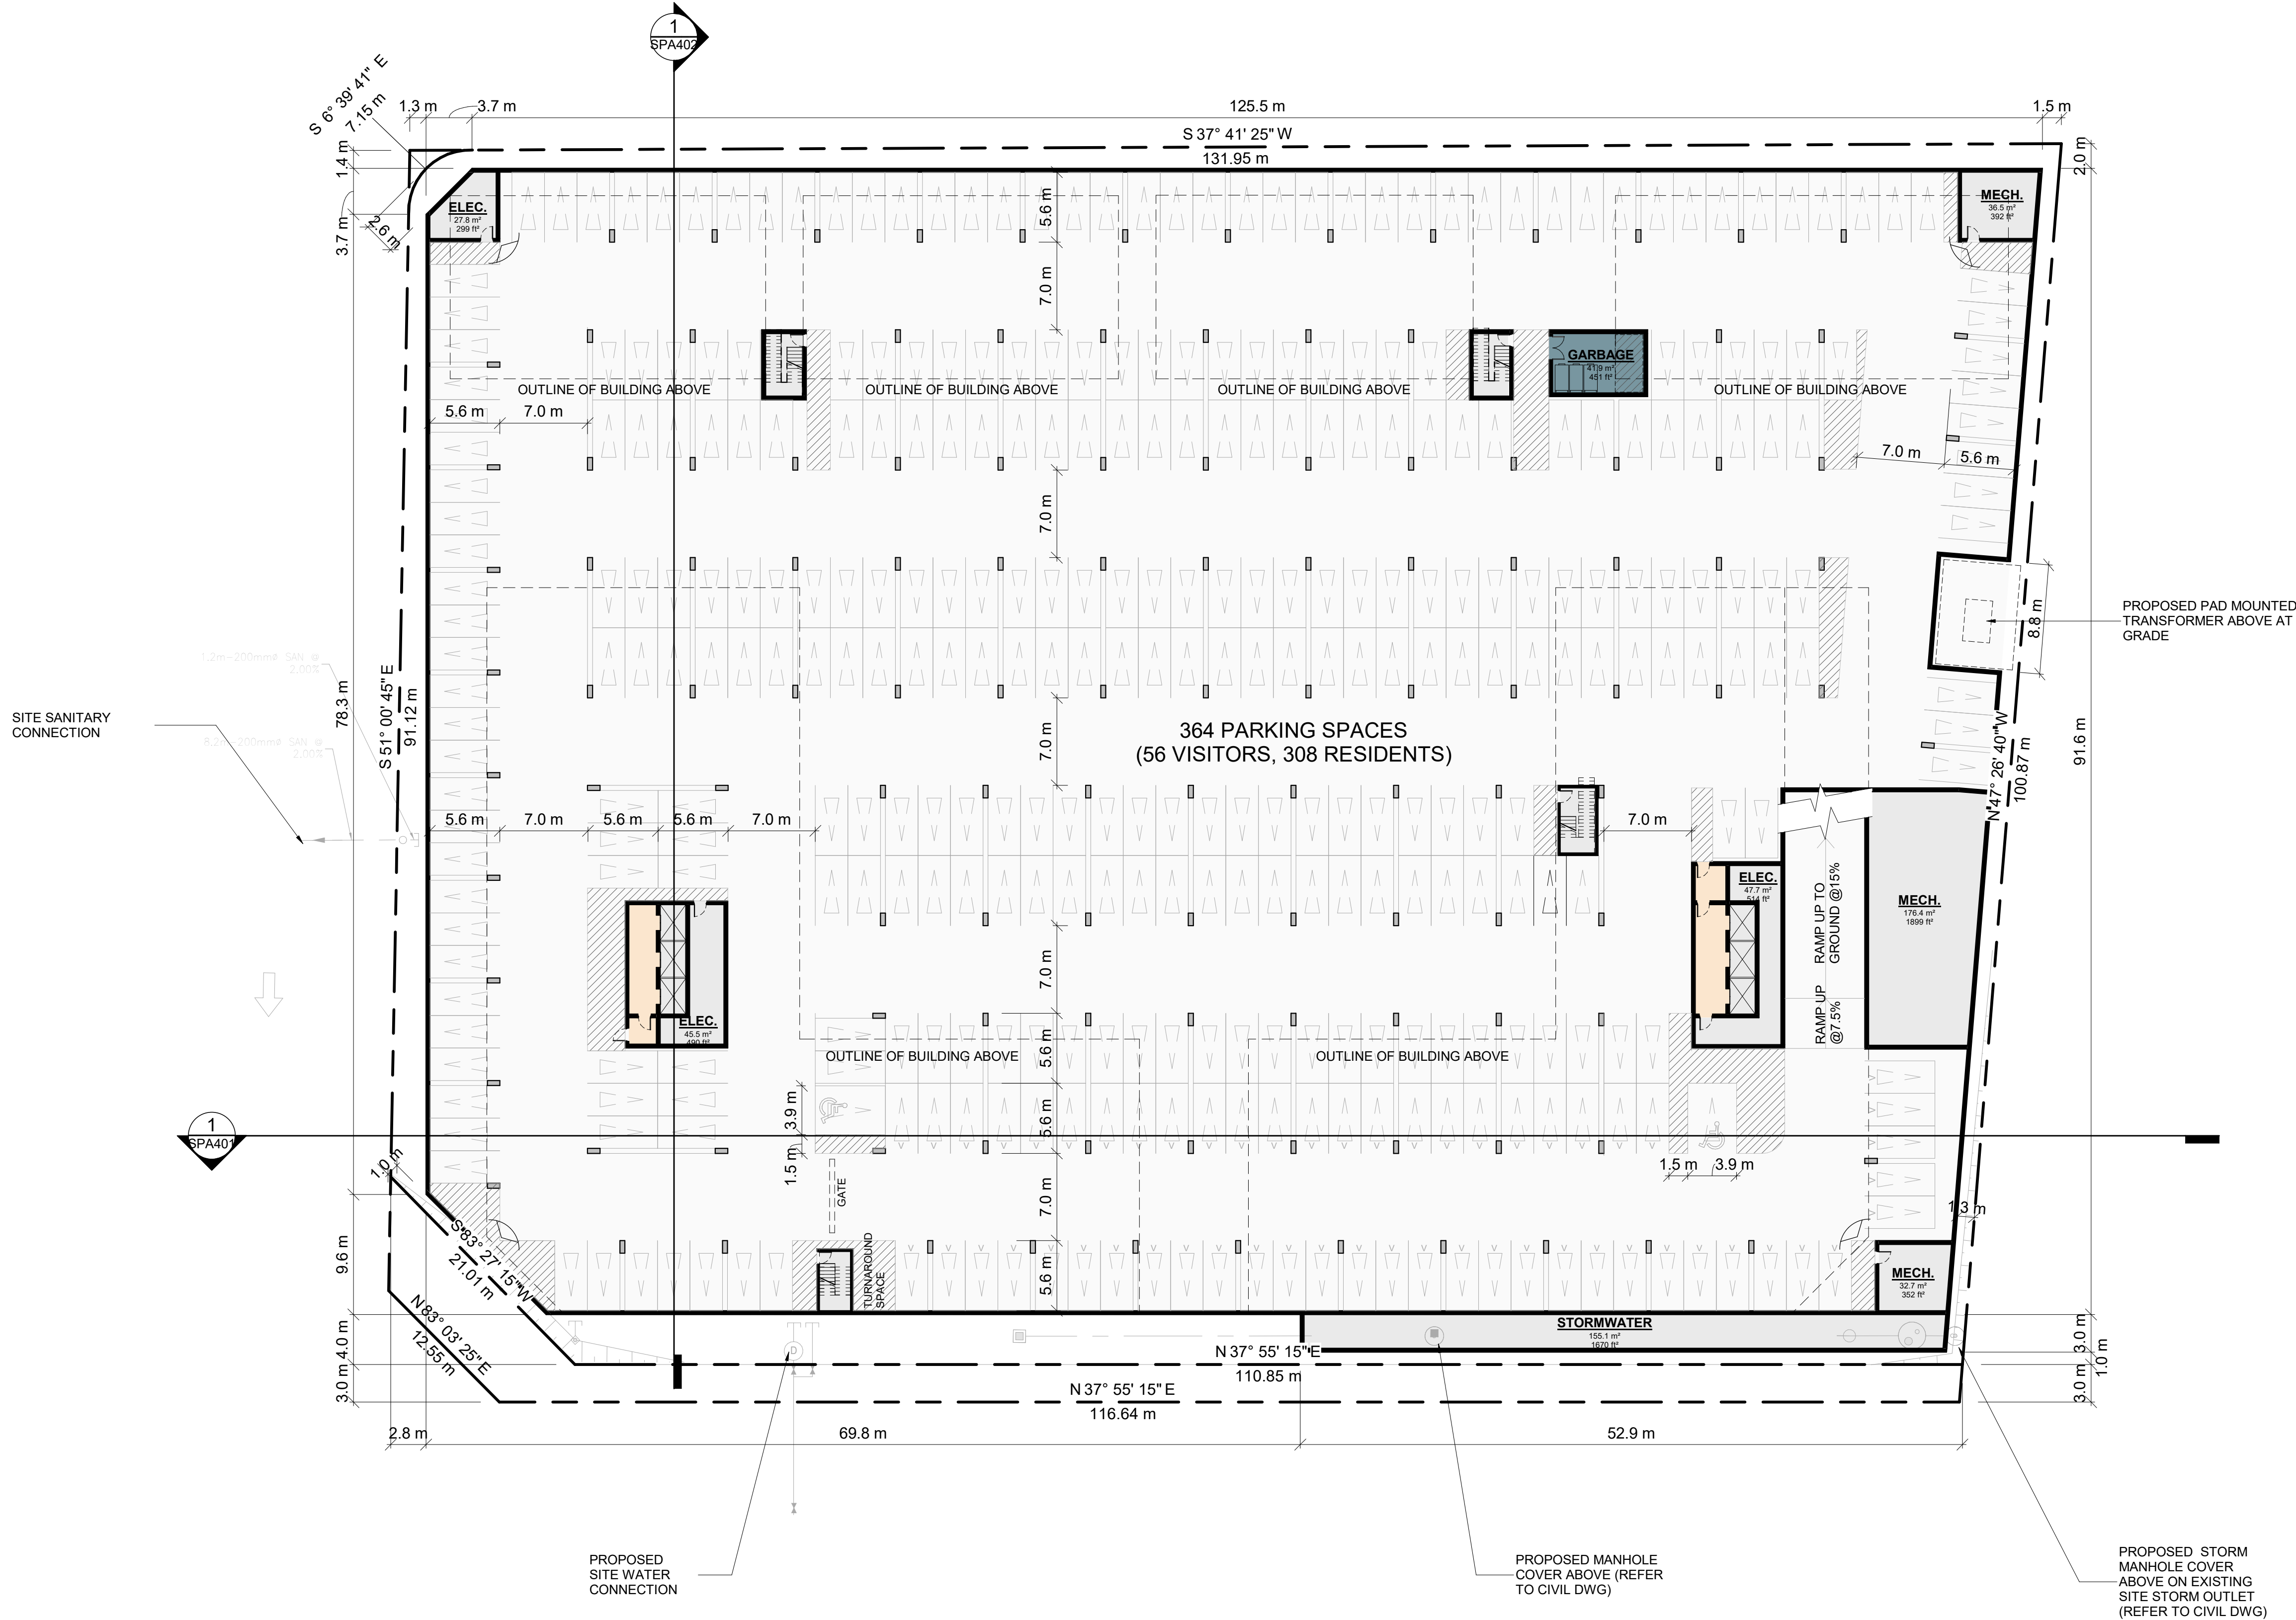 1
SPA402
S 6° 39' 41" E
7.15 m
1.3 m
3.7 m
125.5 m
1.5 m
S 37° 41' 25" W
131.95 m
1.4 m
3.7 m
2.6 m
2.0 m
ELEC.
27.8 m²
299 ft²
5.6 m
MECH.
36.5 m²
392 ft²
7.0 m
GARBAGE
41.9 m²
451 ft²
OUTLINE OF BUILDING ABOVE
OUTLINE OF BUILDING ABOVE
OUTLINE OF BUILDING ABOVE
OUTLINE OF BUILDING ABOVE
5.6 m
7.0 m
7.0 m
5.6 m
7.0 m
8.8 m
PROPOSED PAD MOUNTED
TRANSFORMER ABOVE AT
GRADE
1.2m-200mmø SAN @
2.00%
S 51° 00' 45" E
91.12 m
78.3 m
SITE SANITARY
CONNECTION
8.2m-200mmø SAN @
2.00%
364 PARKING SPACES
(56 VISITORS, 308 RESIDENTS)
7.0 m
N 47° 26' 40" W
100.87 m
91.6 m
5.6 m
7.0 m
5.6 m
5.6 m
7.0 m
7.0 m
ELEC.
47.7 m²
514 ft²
RAMP UP TO
GROUND @15%
MECH.
176.4 m²
1899 ft²
7.0 m
RAMP UP
@7.5%
ELEC.
45.5 m²
490 ft²
OUTLINE OF BUILDING ABOVE
5.6 m
OUTLINE OF BUILDING ABOVE
3.9 m
5.6 m
1
SPA401
1.5 m
1.0 m
1.5 m
3.9 m
GATE
7.0 m
1.3 m
9.6 m
S 83° 27' 15" W
21.01 m
TURNAROUND
SPACE
5.6 m
MECH.
32.7 m²
352 ft²
N 83° 03' 25" E
12.55 m
4.0 m
3.0 m
D
STORMWATER
155.1 m²
1670 ft²
3.0 m
1.0 m
3.0 m
N 37° 55' 15" E
110.85 m
N 37° 55' 15" E
116.64 m
2.8 m
69.8 m
52.9 m
PROPOSED
SITE WATER
CONNECTION
PROPOSED MANHOLE
COVER ABOVE (REFER
TO CIVIL DWG)
PROPOSED STORM
MANHOLE COVER
ABOVE ON EXISTING
SITE STORM OUTLET
(REFER TO CIVIL DWG)